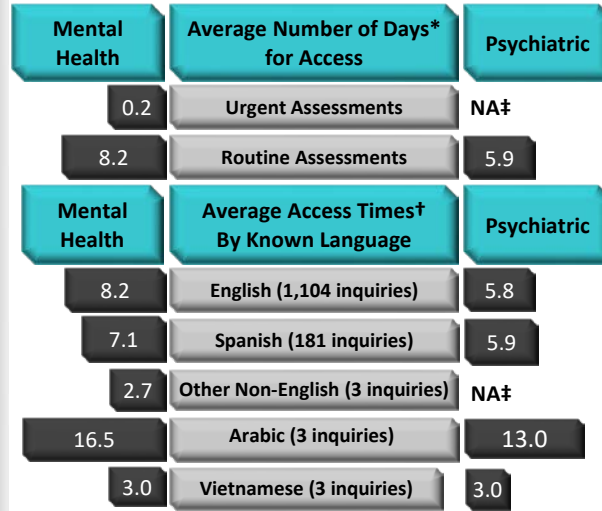 Mental
Health
Average Number of Days*
for Access
Psychiatric
0.2
Urgent Assessments
NA‡
8.2
Routine Assessments
5.9
Mental
Health
Average Access Times†
By Known Language
Psychiatric
8.2
English (1,104 inquiries)
5.8
7.1
Spanish (181 inquiries)
5.9
2.7
Other Non-English (3 inquiries)
NA‡
16.5
Arabic (3 inquiries)
13.0
3.0
Vietnamese (3 inquiries)
3.0